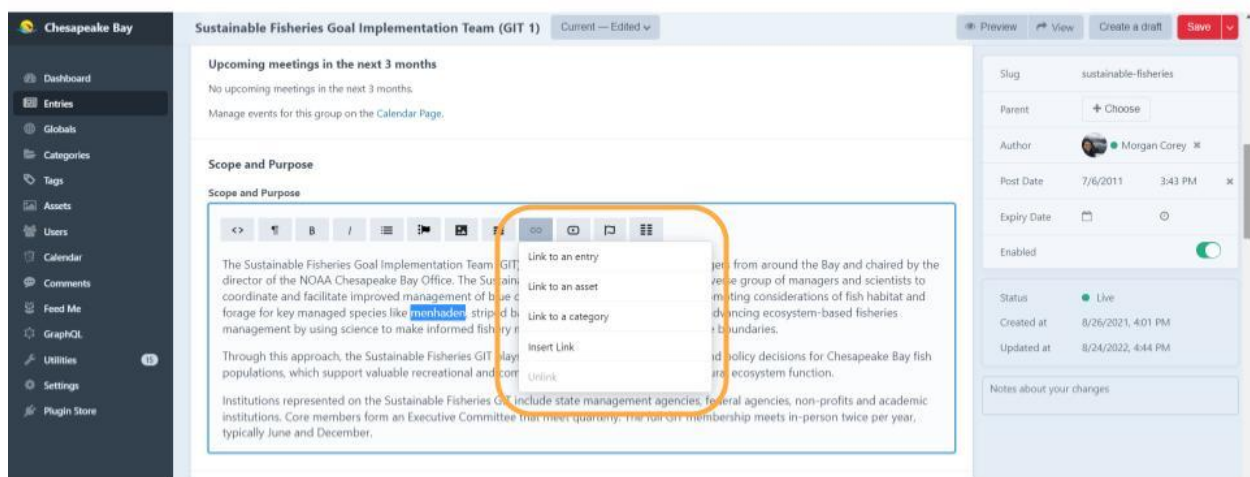 Chesapeake Bay
Sustainable Fisheries Goal Implementation Team (GIT 1)
Current — Edited
Preview
View
Create a draft
Save
Dashboard
Entries
Globals
Categories
Tags
Assets
Users
Calendar
Comments
Feed Me
GraphQL
Utilities
15
Settings
Plugin Store
Upcoming meetings in the next 3 months
No upcoming meetings in the next 3 months.
Manage events for this group on the Calendar Page.
Scope and Purpose
Scope and Purpose
B I
Link to an entry
Link to an asset
Link to a category
Insert Link
Unlink
The Sustainable Fisheries Goal Implementation Team (GIT) from around the Bay and chaired by the
director of the NOAA Chesapeake Bay Office. The group of managers and scientists to
coordinate and facilitate improved management of considerations of fish habitat and
forage for key managed species like menhaden, striped ecosystem-based fisheries
management by using science to make informed boundaries.
Through this approach, the Sustainable Fisheries GIT policy decisions for Chesapeake Bay fish
populations, which support valuable recreational and ecosystem function.
Institutions represented on the Sustainable Fisheries GIT include state management agencies, federal agencies, non-profits and academic
institutions. Core members form an Executive Committee that meet quarterly. The full GIT membership meets in-person twice per year,
typically June and December.
Slug
sustainable-fisheries
Parent
+ Choose
Author
Morgan Corey
Post Date
7/6/2011
3:43 PM
Expiry Date
Enabled
Status
Live
Created at
8/26/2021, 4:01 PM
Updated at
8/24/2022, 4:44 PM
Notes about your changes